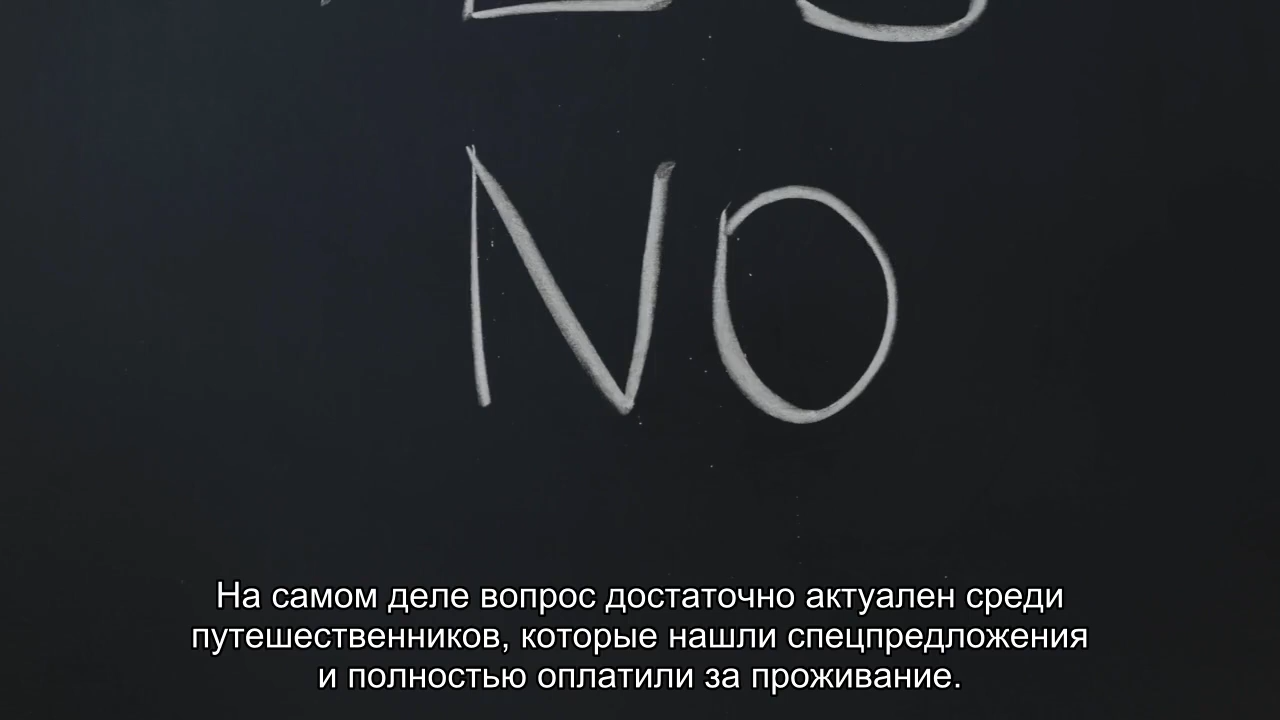 NO
На самом деле вопрос достаточно актуален среди
путешественников, которые нашли спецпредложения
и полностью оплатили за проживание.